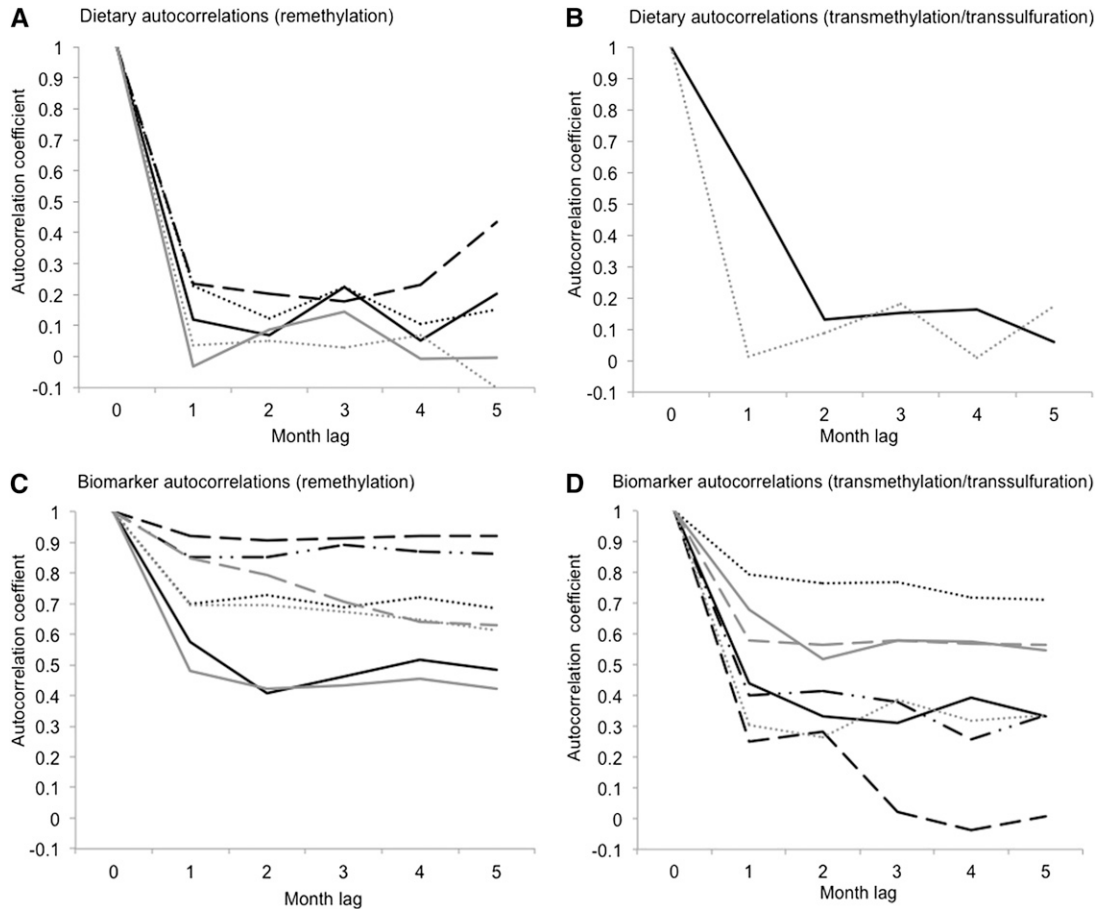 A
Dietary autocorrelations (remethylation)
Autocorrelation coefficient
1
0.9
0.8
0.7
0.6
0.5
0.4
0.3
0.2
0.1
0
-0.1
0 1 2 3 4 5
Month lag
B
Dietary autocorrelations (transmethylation/transsulfuration)
Autocorrelation coefficient
1
0.9
0.8
0.7
0.6
0.5
0.4
0.3
0.2
0.1
0
-0.1
0 1 2 3 4 5
Month lag
C
Biomarker autocorrelations (remethylation)
Autocorrelation coeffient
1
0.9
0.8
0.7
0.6
0.5
0.4
0.3
0.2
0.1
0
-0.1
0 1 2 3 4 5
Month lag
D
Biomarker autocorrelations (transmethylation/transsulfuration)
Autocorrelation coefficient
1
0.9
0.8
0.7
0.6
0.5
0.4
0.3
0.2
0.1
0
-0.1
0 1 2 3 4 5
Month lag